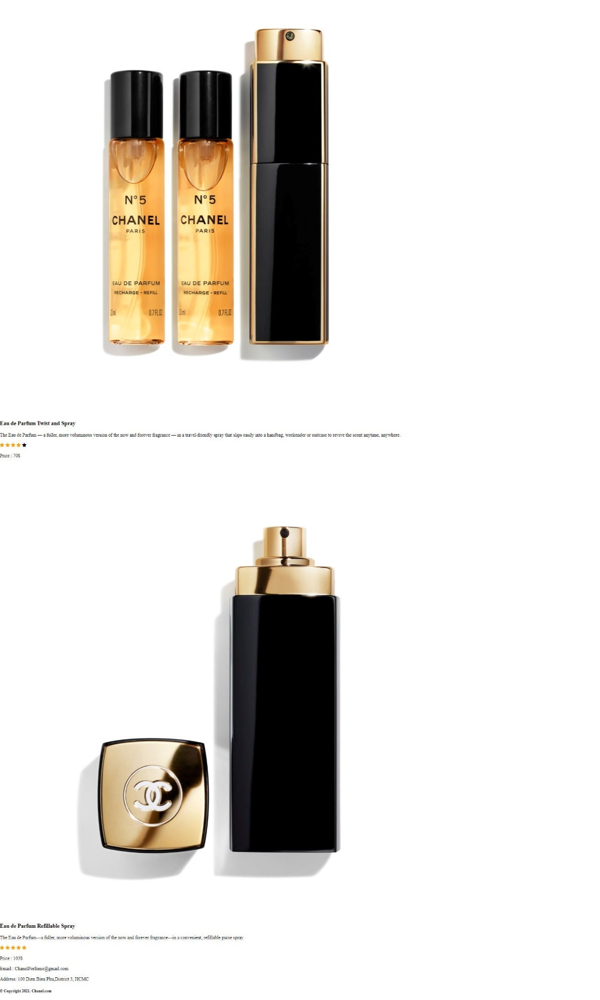 N°5
CHANEL
PARIS
EAU DE PARFUM
RECHARGE - REFILL
0.7 FL.OZ
N°5
CHANEL
PARIS
EAU DE PARFUM
RECHARGE - REFILL
0.7 FL.OZ
Eau de Parfum Twist and Spray
The Eau de Parfum — a fuller, more voluminous version of the now and forever fragrance — in a travel-friendly spray that slips easily into a handbag, weekender or suitcase to revive the scent anytime, anywhere.
Price : 70$
Eau de Parfum Refillable Spray
The Eau de Parfum—a fuller, more voluminous version of the now and forever fragrance—in a convenient, refillable purse spray.
Price : 103$
Email : ChanelPerfume@gmail.com
Address: 100 Dien Bien Phu,District 3, HCMC
© Copyright 2021. Chanel.com